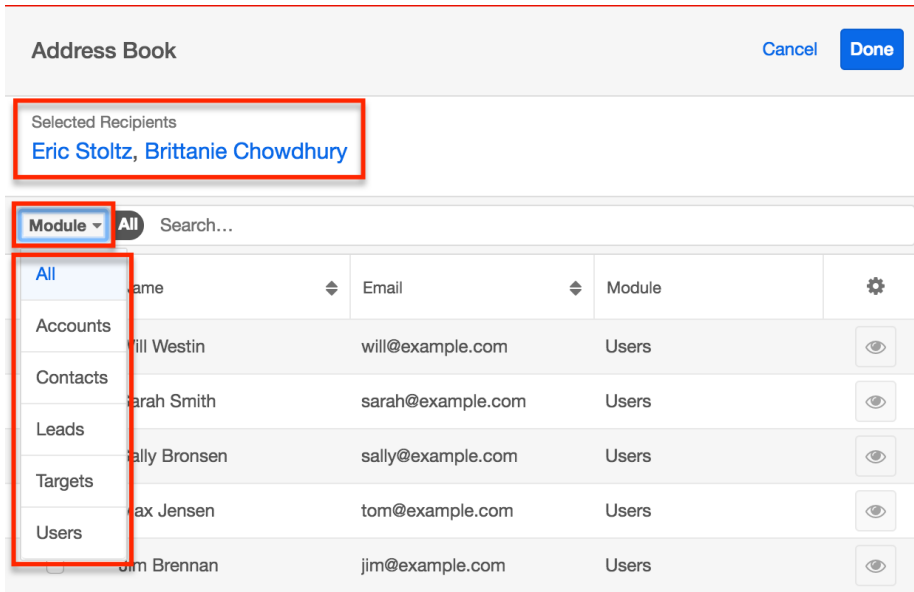 Address Book
Cancel
Done
Selected Recipients
Eric Stoltz, Brittanie Chowdhury
Module All Search...
All
Accounts
Contacts
Leads
Targets
Users
ame Email Module
ill Westin will@example.com Users
arah Smith sarah@example.com Users
ally Bronsen sally@example.com Users
ax Jensen tom@example.com Users
Jim Brennan jim@example.com Users